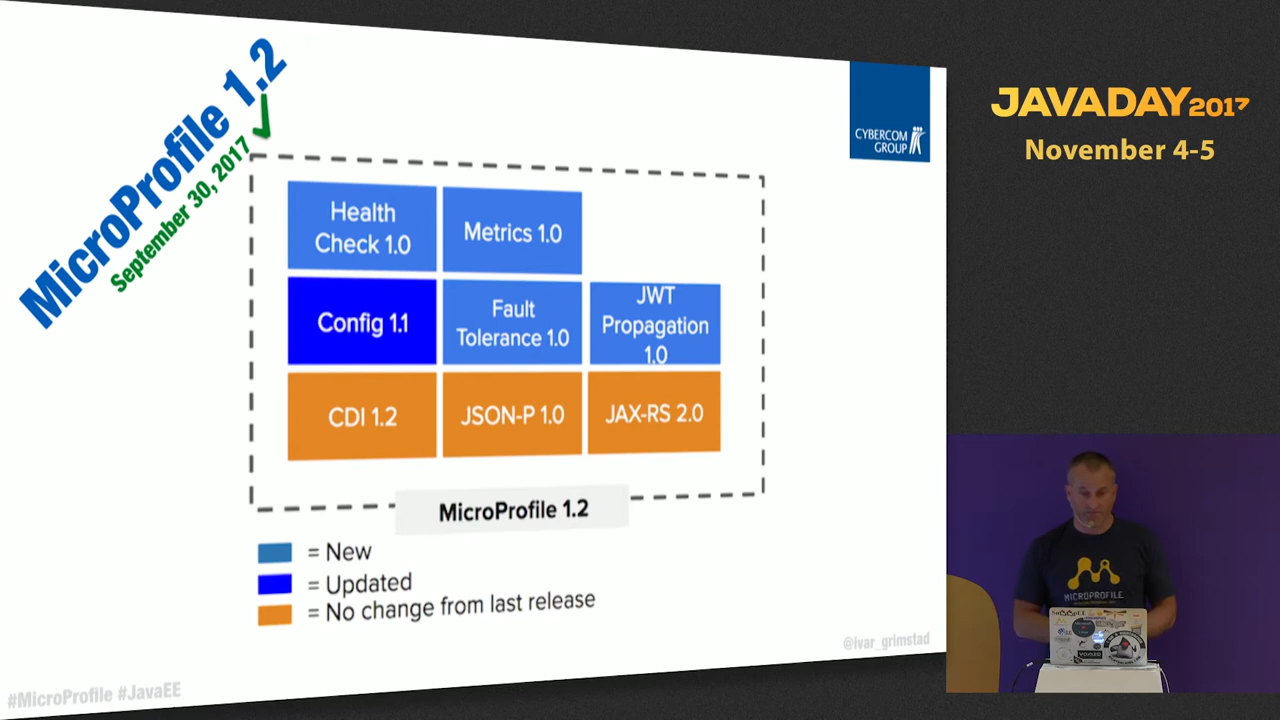 MicroProfile 1.2
September 30, 2017
CYBERCOM
GROUP
Health
Check 1.0
Metrics 1.0
Config 1.1
Fault
Tolerance 1.0
JWT
Propagation
1.0
CDI 1.2
JSON-P 1.0
JAX-RS 2.0
MicroProfile 1.2
= New
= Updated
= No change from last release
@ivar_grimstad
#MicroProfile #JavaEE
JAVADAY2017
November 4-5
MICROPROFILE